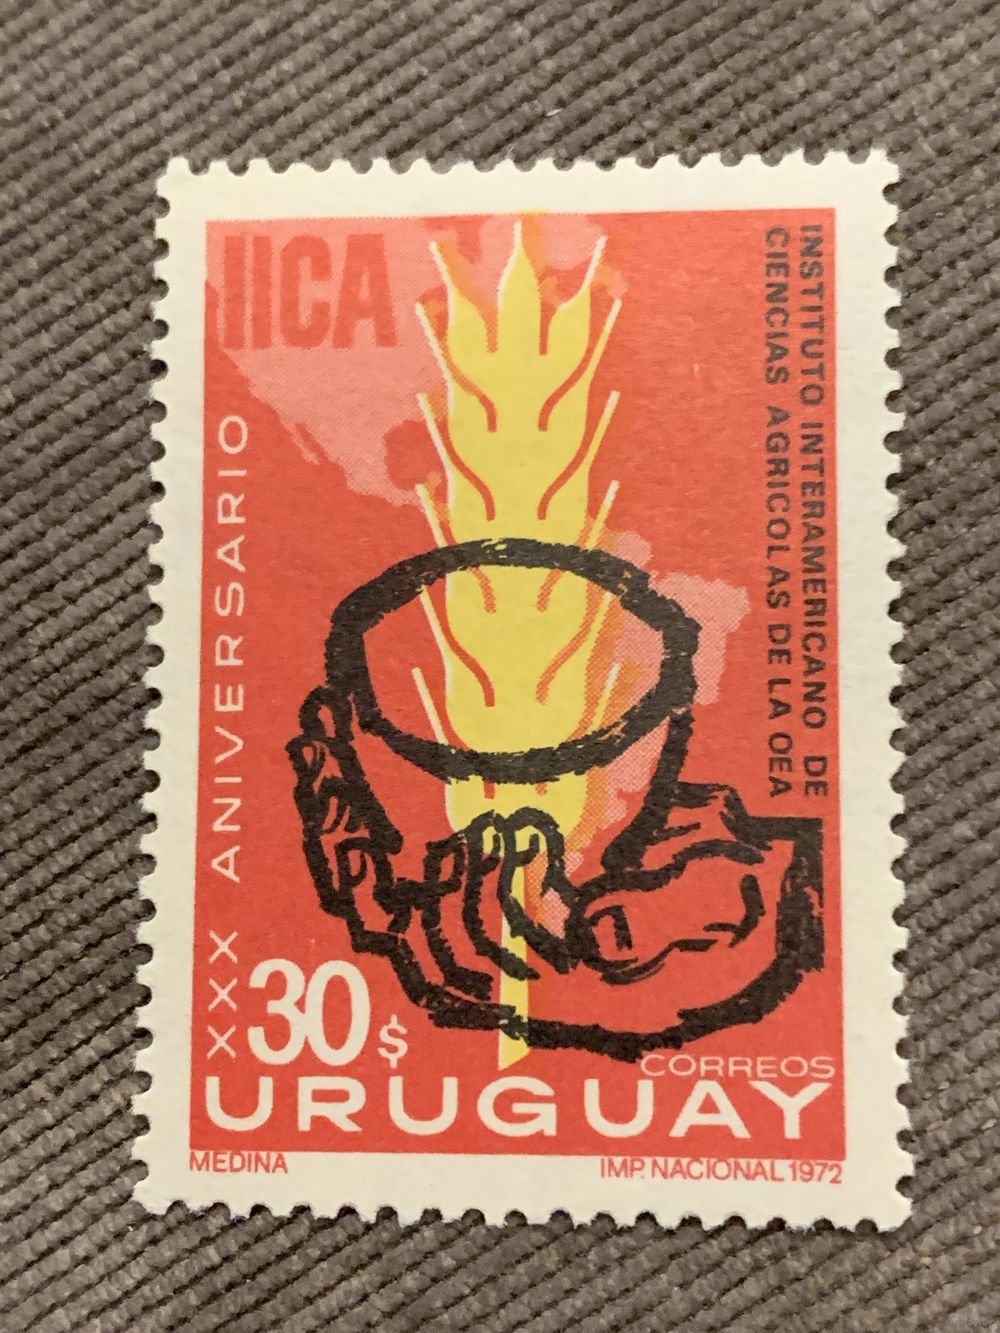 IICA
INSTITUTO INTERAMERICANO DE
CIENCIAS AGRICOLAS DE LA OEA
XXX ANIVERSARIO
30$
CORREOS
URUGUAY
MEDINA
IMP. NACIONAL 1972